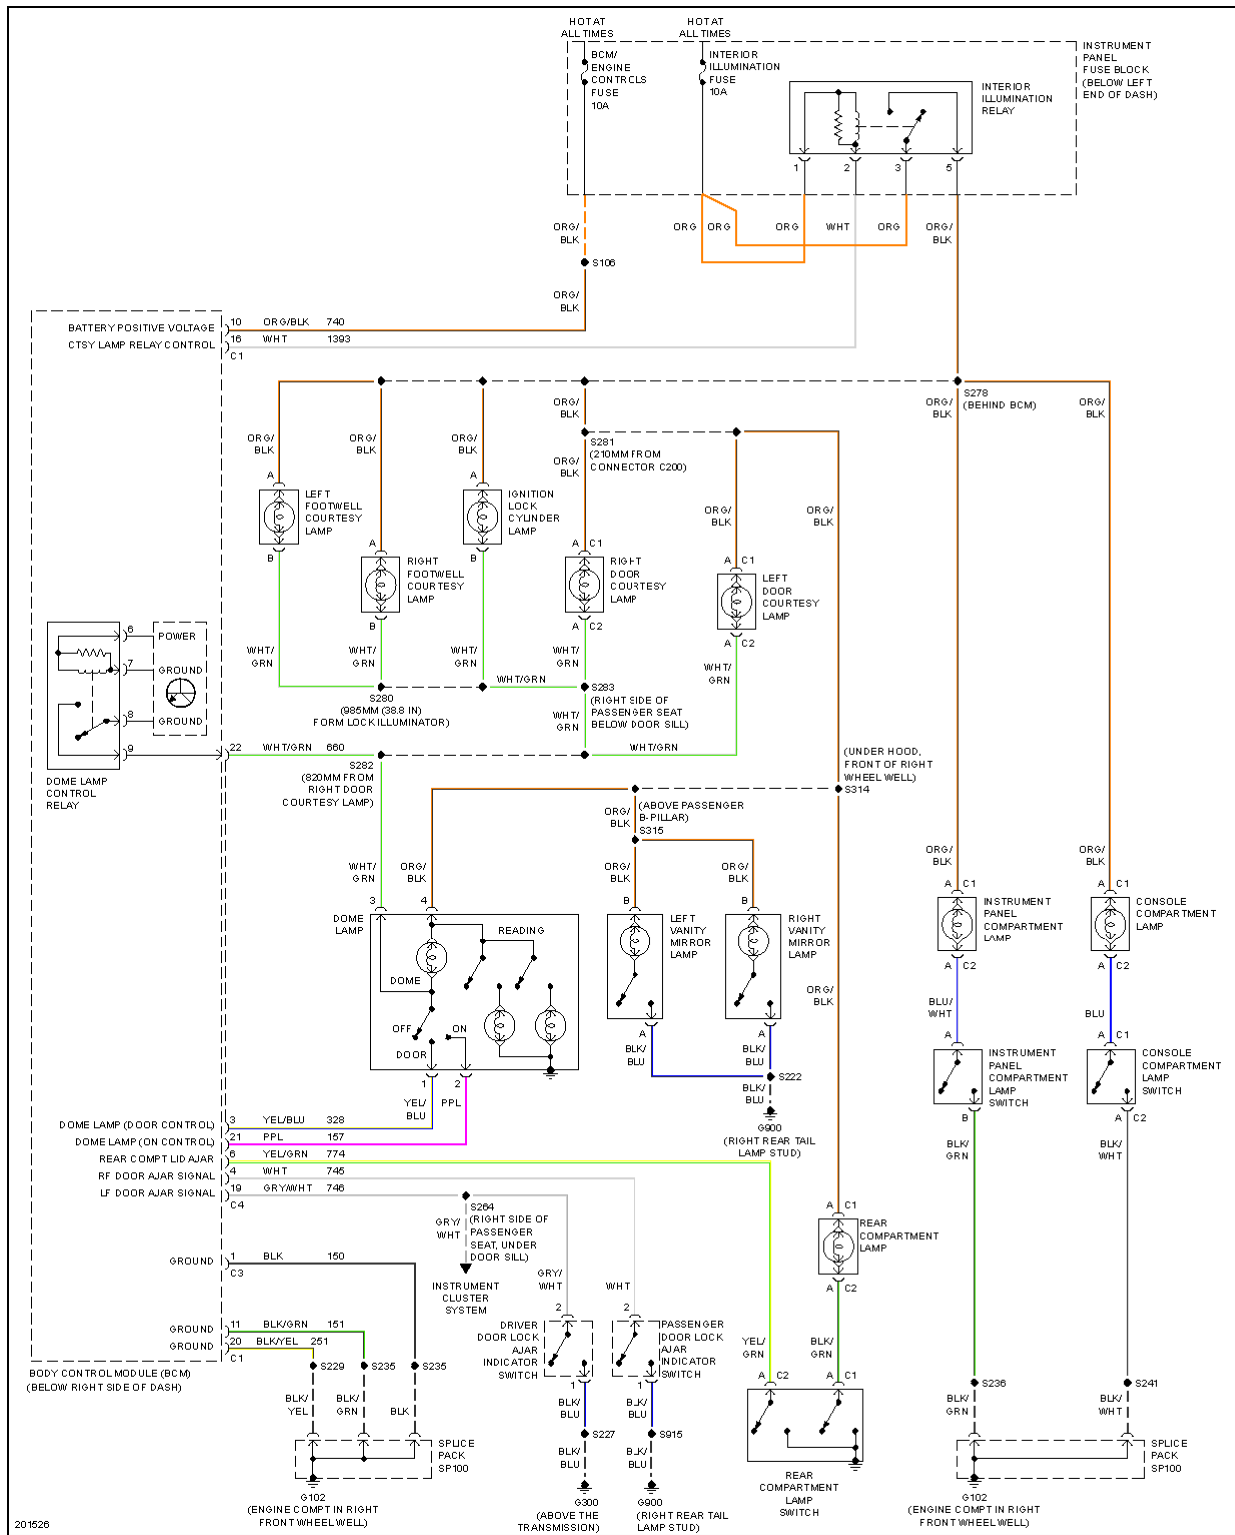 HOT AT
ALL TIMES
HOT AT
ALL TIMES
BCM/
ENGINE
CONTROLS
FUSE
10A
INTERIOR
ILLUMINATION
FUSE
10A
INTERIOR
ILLUMINATION
RELAY
INSTRUMENT
PANEL
FUSE BLOCK
(BELOW LEFT
END OF DASH)
1
2
3
5
ORG/
BLK
ORG
ORG
ORG
WHT
ORG
ORG/
BLK
S106
ORG/
BLK
BATTERY POSITIVE VOLTAGE
10 ORG/BLK 740
CTSY LAMP RELAY CONTROL
16 WHT 1393
C1
S278
(BEHIND BCM)
ORG/
BLK
ORG/
BLK
ORG/
BLK
S281
(210MM FROM
CONNECTOR C200)
ORG/
BLK
ORG/
BLK
ORG/
BLK
ORG/
BLK
ORG/
BLK
ORG/
BLK
A
LEFT
FOOTWELL
COURTESY
LAMP
B
A
IGNITION
LOCK
CYLINDER
LAMP
B
A
RIGHT
FOOTWELL
COURTESY
LAMP
B
A C1
RIGHT
DOOR
COURTESY
LAMP
A C2
A C1
LEFT
DOOR
COURTESY
LAMP
A C2
6
POWER
7
GROUND
8
GROUND
9
DOME LAMP
CONTROL
RELAY
WHT/
GRN
WHT/
GRN
WHT/
GRN
WHT/
GRN
WHT/
GRN
WHT/GRN
S280
(985MM (38.8 IN)
FORM LOCK ILLUMINATOR)
S283
(RIGHT SIDE OF
PASSENGER SEAT
BELOW DOOR SILL)
WHT/
GRN
22 WHT/GRN 660
WHT/GRN
S282
(820MM FROM
RIGHT DOOR
COURTESY LAMP)
(UNDER HOOD,
FRONT OF RIGHT
WHEEL WELL)
S314
ORG/
BLK
(ABOVE PASSENGER
B-PILLAR)
S315
WHT/
GRN
ORG/
BLK
ORG/
BLK
ORG/
BLK
ORG/
BLK
ORG/
BLK
3
4
DOME
LAMP
READING
DOME
OFF
ON
DOOR
1
2
B
LEFT
VANITY
MIRROR
LAMP
A
B
RIGHT
VANITY
MIRROR
LAMP
A
ORG/
BLK
A C1
INSTRUMENT
PANEL
COMPARTMENT
LAMP
A C2
A C1
CONSOLE
COMPARTMENT
LAMP
A C2
BLU/
WHT
BLU
A
INSTRUMENT
PANEL
COMPARTMENT
LAMP
SWITCH
B
C1
A
CONSOLE
COMPARTMENT
LAMP
SWITCH
A C2
BLK/
BLU
BLK/
BLU
S222
BLK/
BLU
G900
(RIGHT REAR TAIL
LAMP STUD)
YEL/
BLU
PPL
DOME LAMP (DOOR CONTROL)
3 YEL/BLU 328
DOME LAMP (ON CONTROL)
21 PPL 157
REAR COMPT LID AJAR
6 YEL/GRN 774
RF DOOR AJAR SIGNAL
4 WHT 745
LF DOOR AJAR SIGNAL
19 GRY/WHT 746
C4
BLK/
GRN
BLK/
WHT
S264
(RIGHT SIDE OF
PASSENGER
SEAT, UNDER
DOOR SILL)
GRY/
WHT
INSTRUMENT
CLUSTER
SYSTEM
GRY/
WHT
WHT
A C1
REAR
COMPARTMENT
LAMP
A C2
GROUND
1 BLK 150
C3
GROUND
11 BLK/GRN 151
GROUND
20 BLK/YEL 251
C1
BODY CONTROL MODULE (BCM)
(BELOW RIGHT SIDE OF DASH)
S229
S235
S235
BLK/
YEL
BLK/
GRN
BLK
SPLICE
PACK
SP100
G102
(ENGINE COMPT IN RIGHT
FRONT WHEEL WELL)
2
DRIVER
DOOR LOCK
AJAR
INDICATOR
SWITCH
1
2
PASSENGER
DOOR LOCK
AJAR
INDICATOR
SWITCH
1
BLK/
BLU
BLK/
BLU
S227
S915
BLK/
BLU
BLK/
BLU
G300
(ABOVE THE
TRANSMISSION)
G900
(RIGHT REAR TAIL
LAMP STUD)
YEL/
GRN
BLK/
GRN
A C2
A C1
REAR
COMPARTMENT
LAMP
SWITCH
S236
S241
BLK/
GRN
BLK/
WHT
SPLICE
PACK
SP100
G102
(ENGINE COMPT IN RIGHT
FRONT WHEEL WELL)
201526